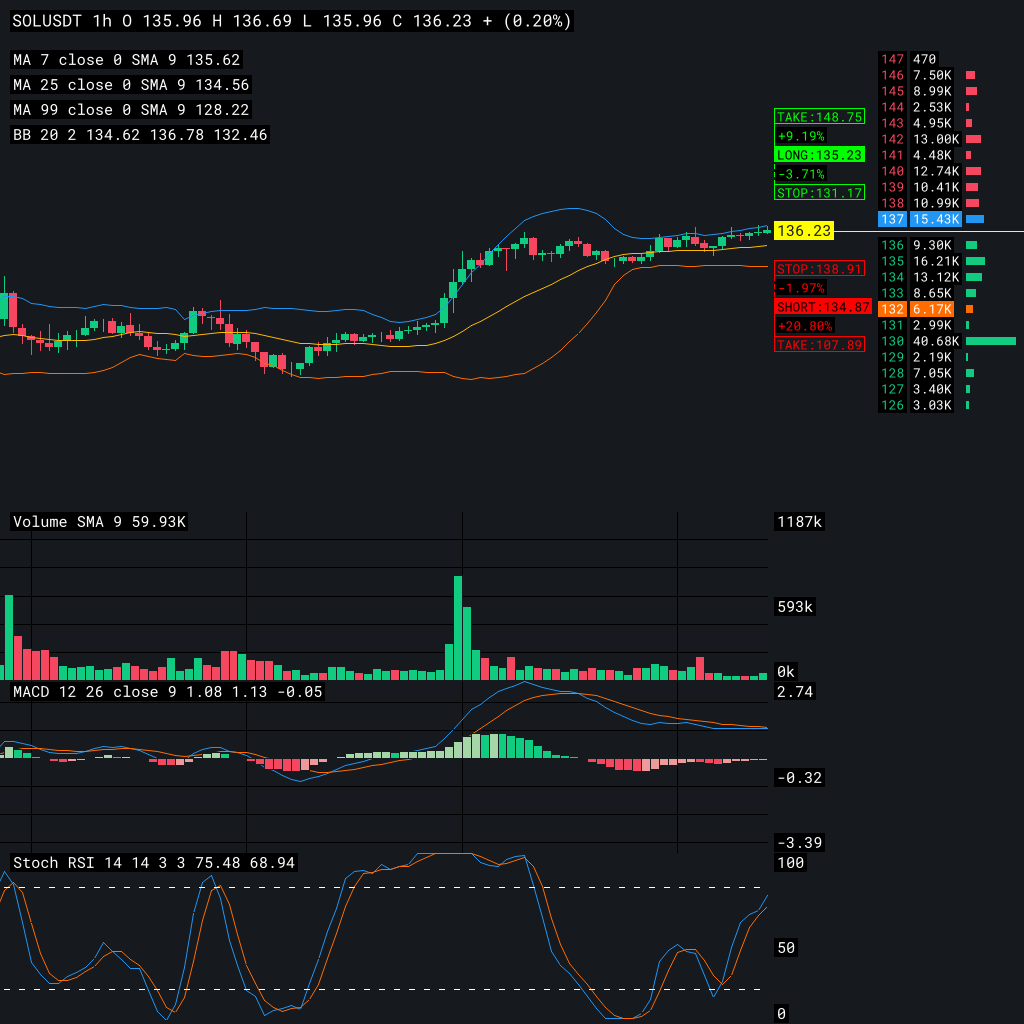 SOLUSDT 1h O 135.96 H 136.69 L 135.96 C 136.23 + (0.20%)
MA 7 close 0 SMA 9 135.62
MA 25 close 0 SMA 9 134.56
MA 99 close 0 SMA 9 128.22
BB 20 2 134.62 136.78 132.46
TAKE:148.75
+9.19%
LONG:135.23
-3.71%
STOP:131.17
136.23
STOP:138.91
-1.97%
SHORT:134.87
+20.80%
TAKE:107.89
147 470
146 7.50K
145 8.99K
144 2.53K
143 4.95K
142 13.00K
141 4.48K
140 12.74K
139 10.41K
138 10.99K
137 15.43K
136 9.30K
135 16.21K
134 13.12K
133 8.65K
132 6.17K
131 2.99K
130 40.68K
129 2.19K
128 7.05K
127 3.40K
126 3.03K
Volume SMA 9 59.93K
1187k
593k
0k
MACD 12 26 close 9 1.08 1.13 -0.05
2.74
-0.32
-3.39
Stoch RSI 14 14 3 3 75.48 68.94
100
50
0